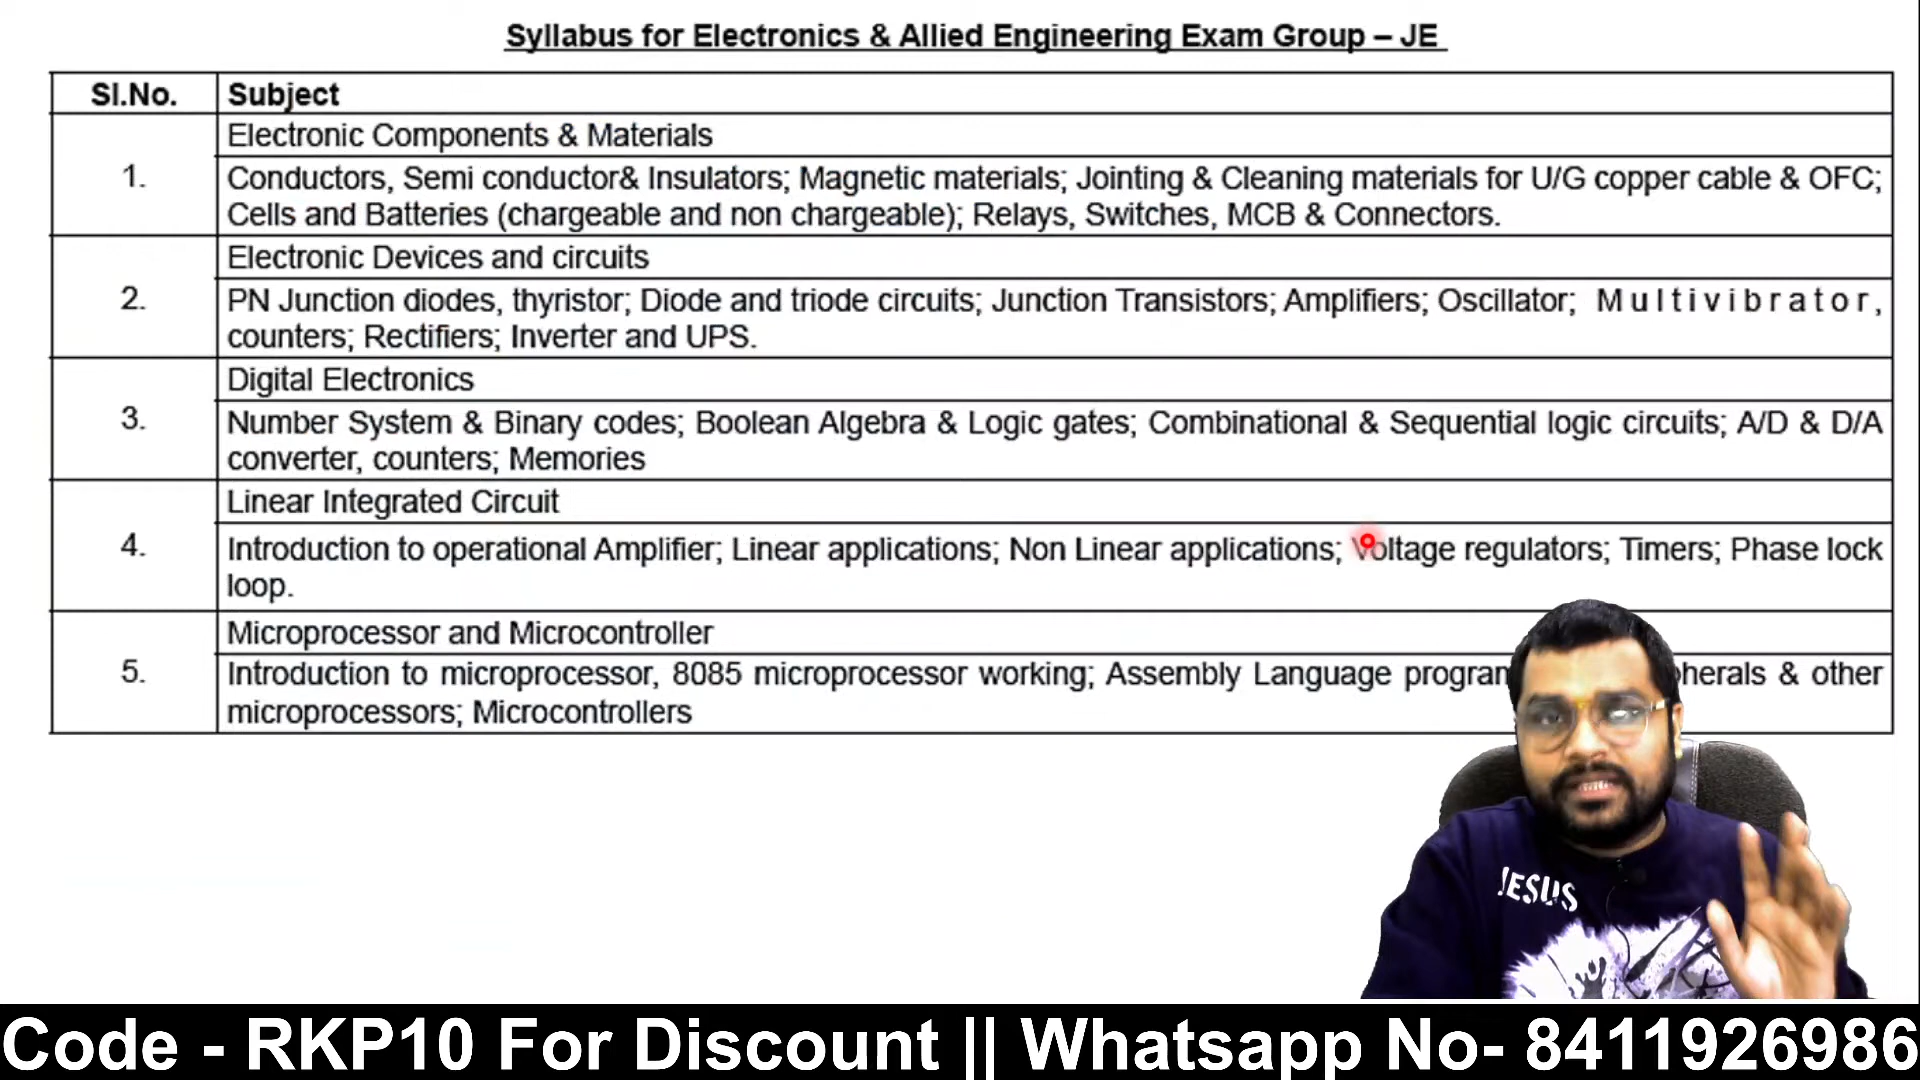 Syllabus for Electronics & Allied Engineering Exam Group – JE
Sl.No. Subject
Electronic Components & Materials
1.
Conductors, Semi conductor& Insulators; Magnetic materials; Jointing & Cleaning materials for U/G copper cable & OFC;
Cells and Batteries (chargeable and non chargeable); Relays, Switches, MCB & Connectors.
Electronic Devices and circuits
2.
PN Junction diodes, thyristor; Diode and triode circuits; Junction Transistors; Amplifiers; Oscillator; Multivibrator,
counters; Rectifiers; Inverter and UPS.
Digital Electronics
3.
Number System & Binary codes; Boolean Algebra & Logic gates; Combinational & Sequential logic circuits; A/D & D/A
converter, counters; Memories
Linear Integrated Circuit
4.
Introduction to operational Amplifier; Linear applications; Non Linear applications; Voltage regulators; Timers; Phase lock
loop.
Microprocessor and Microcontroller
5.
Introduction to microprocessor, 8085 microprocessor working; Assembly Language & other
microprocessors; Microcontrollers
JESUS
Code - RKP10 For Discount || Whatsapp No- 8411926986